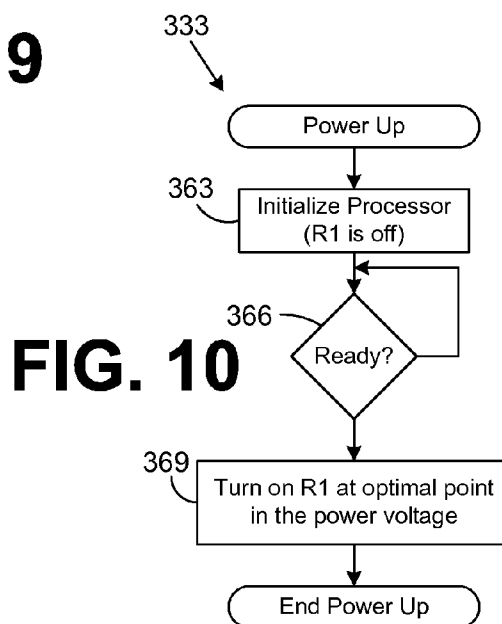 9
333
Power Up
363
Initialize Processor
(R1 is off)
366
Ready?
FIG. 10
369
Turn on R1 at optimal point
in the power voltage
End Power Up